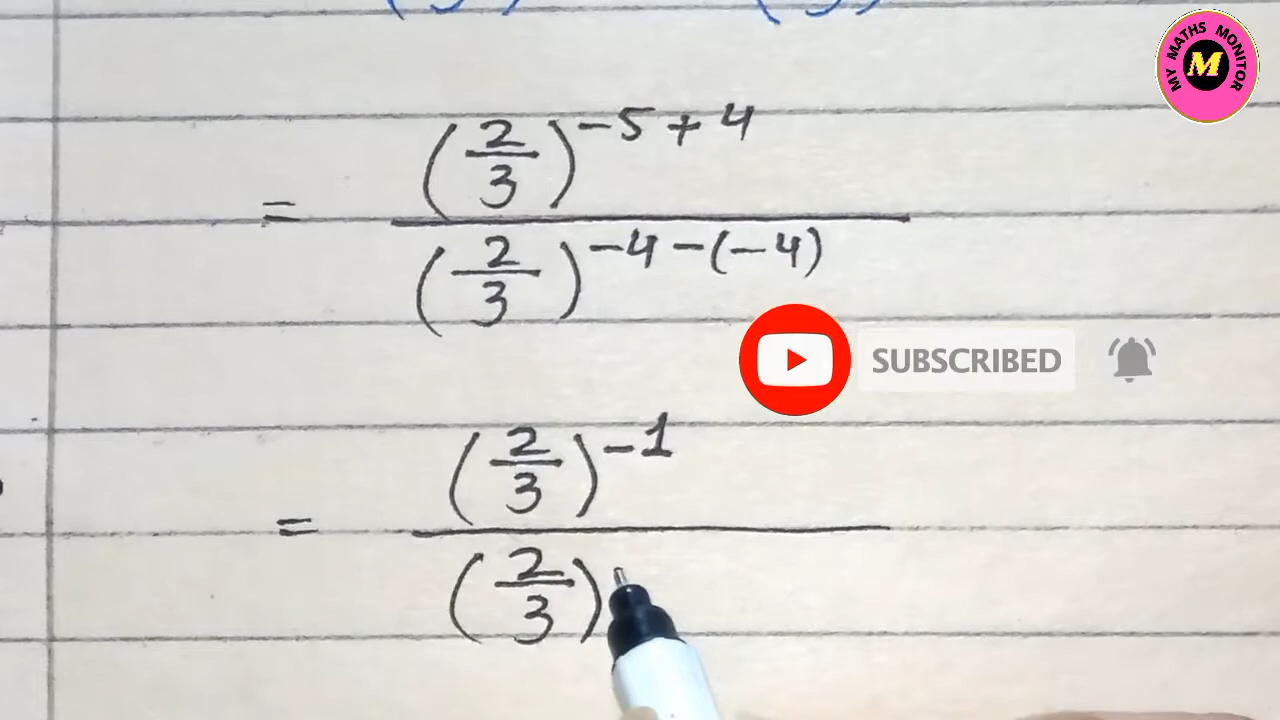 MY MATHS MONITOR
M
(2/3)^-5+4
= ————
(2/3)^-4-(-4)
SUBSCRIBED
(2/3)^-1
= ————
(2/3)